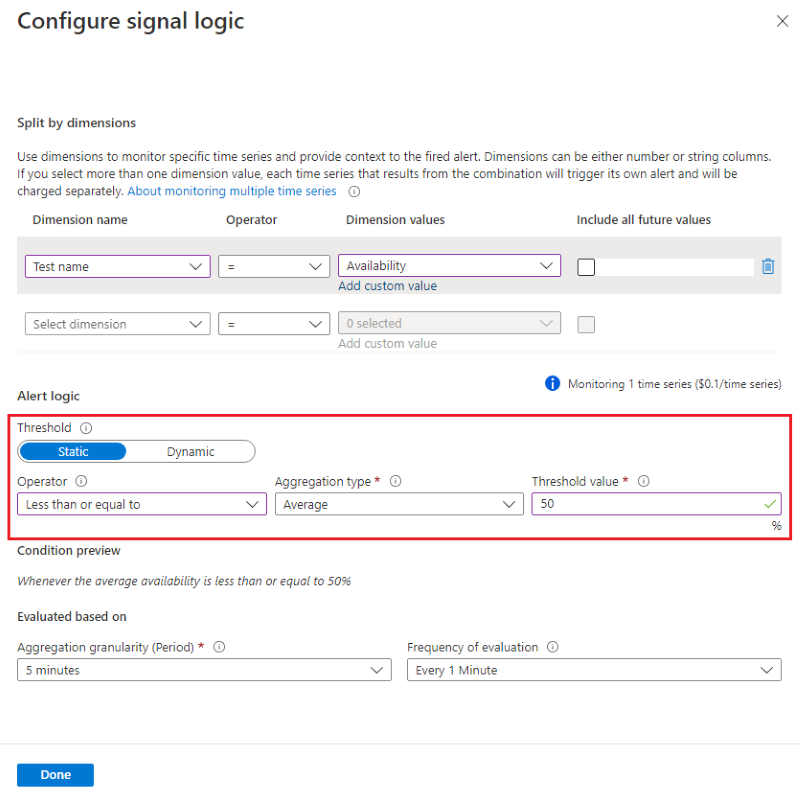 Configure signal logic
Split by dimensions
Use dimensions to monitor specific time series and provide context to the fired alert. Dimensions can be either number or string columns.
If you select more than one dimension value, each time series that results from the combination will trigger its own alert and will be
charged separately. About monitoring multiple time series
Dimension name Operator Dimension values Include all future values
Test name = Availability
Add custom value
Select dimension = 0 selected
Add custom value
Monitoring 1 time series ($0.1/time series)
Alert logic
Threshold
Static Dynamic
Operator Aggregation type * Threshold value *
Less than or equal to Average 50
%
Condition preview
Whenever the average availability is less than or equal to 50%
Evaluated based on
Aggregation granularity (Period) * Frequency of evaluation
5 minutes Every 1 Minute
Done